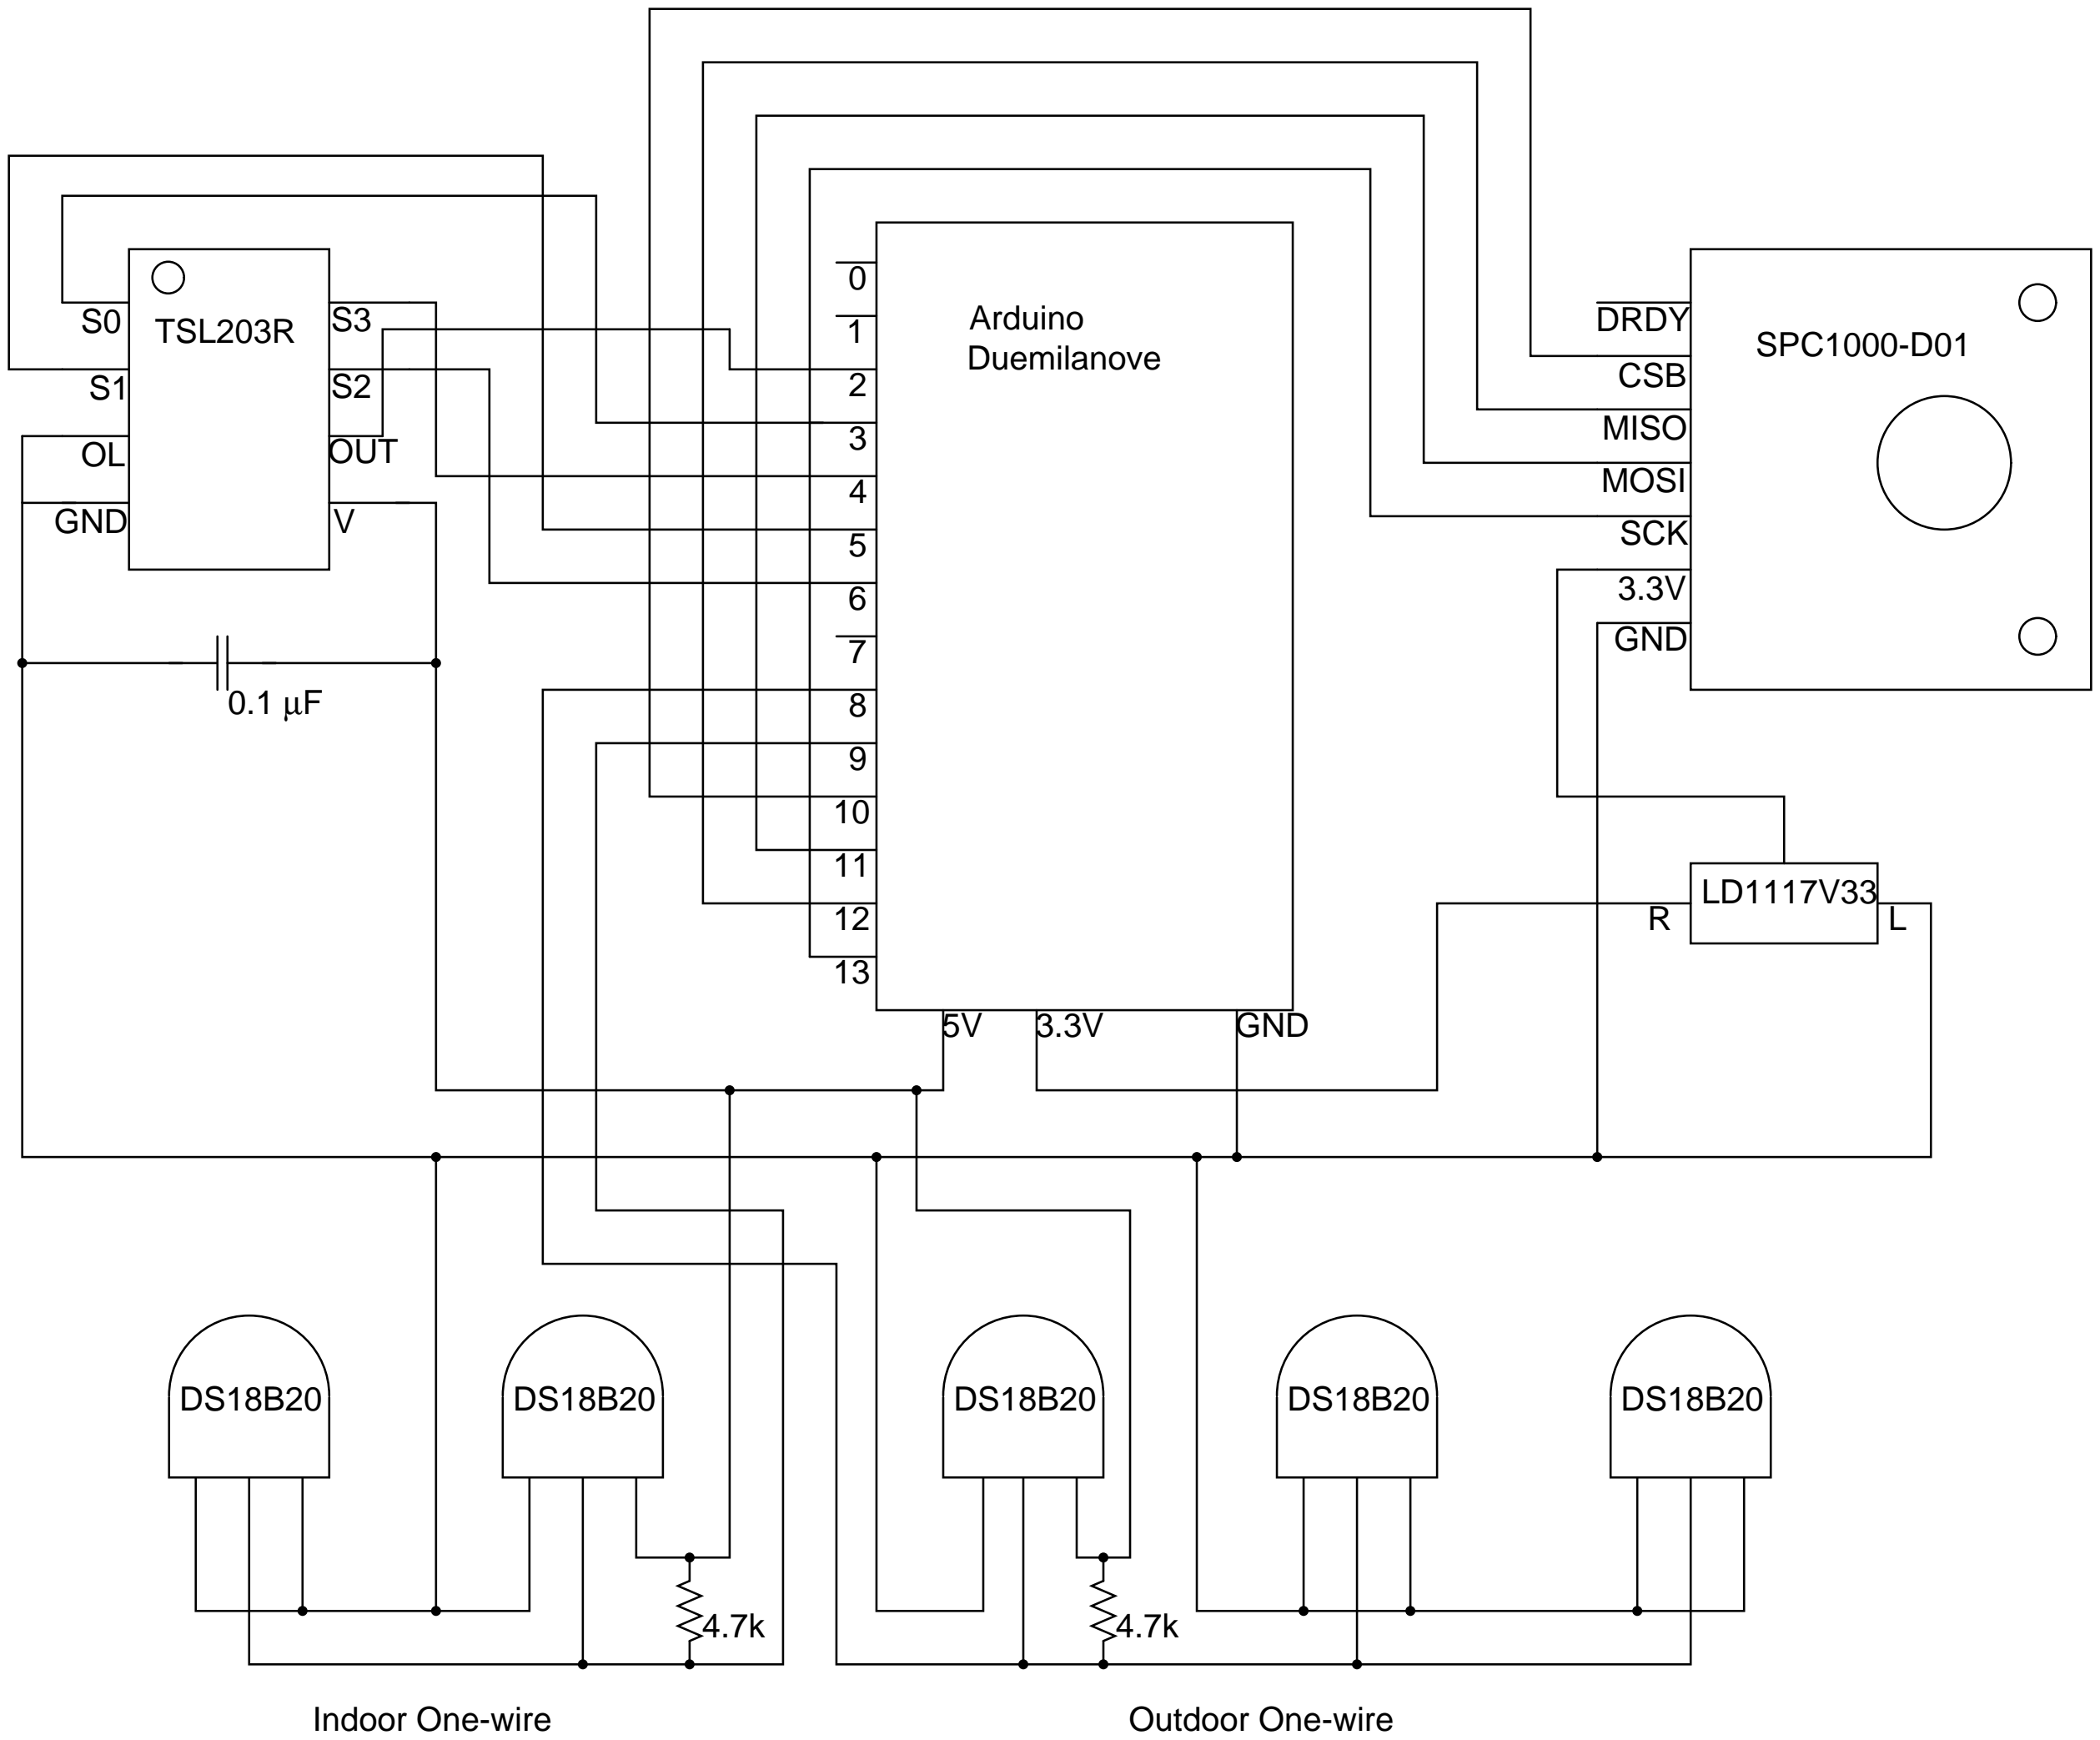 S0
S1
OL
GND
TSL203R
S3
S2
OUT
V
0.1 μF
0
1
2
3
4
5
6
7
8
9
10
11
12
13
Arduino
Duemilanove
5V
3.3V
GND
DRDY
CSB
MISO
MOSI
SCK
3.3V
GND
SPC1000-D01
R
LD1117V33
L
DS18B20
DS18B20
DS18B20
DS18B20
DS18B20
4.7k
4.7k
Indoor One-wire
Outdoor One-wire